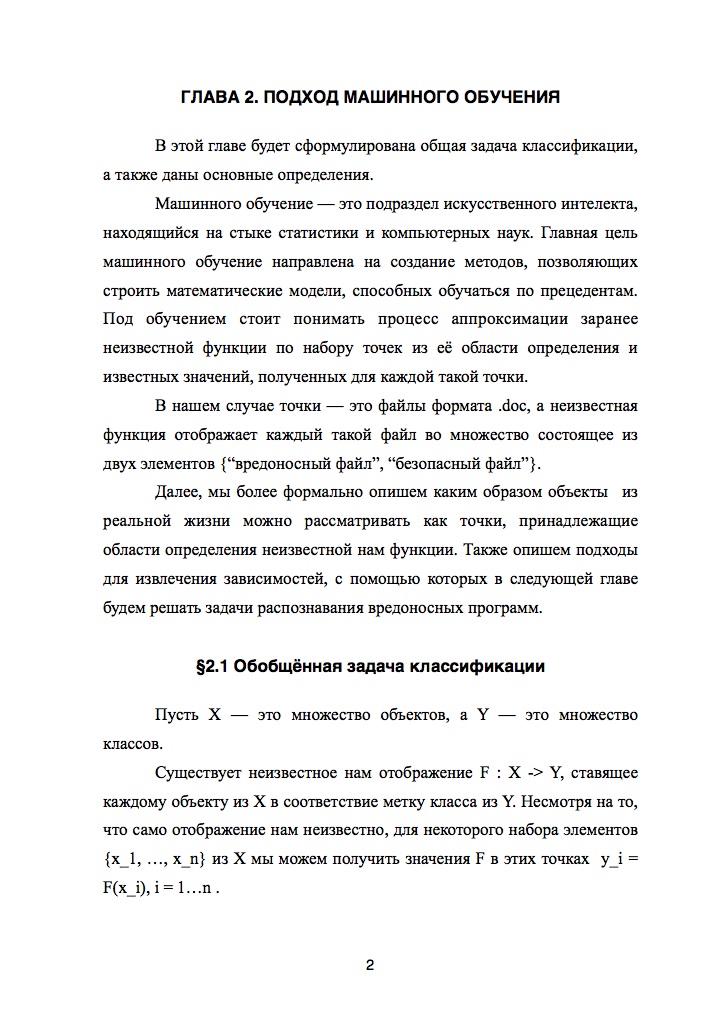 ГЛАВА 2. ПОДХОД МАШИННОГО ОБУЧЕНИЯ
В этой главе будет сформулирована общая задача классификации,
а также даны основные определения.
Машинного обучение — это подраздел искусственного интелекта,
находящийся на стыке статистики и компьютерных наук. Главная цель
машинного обучение направлена на создание методов, позволяющих
строить математические модели, способных обучаться по прецедентам.
Под обучением стоит понимать процесс аппроксимации заранее
неизвестной функции по набору точек из её области определения и
известных значений, полученных для каждой такой точки.
В нашем случае точки — это файлы формата .doc, а неизвестная
функция отображает каждый такой файл во множество состоящее из
двух элементов {“вредоносный файл”, “безопасный файл”}.
Далее, мы более формально опишем каким образом объекты  из
реальной жизни можно рассматривать как точки, принадлежащие
области определения неизвестной нам функции. Также опишем подходы
для извлечения зависимостей, с помощью которых в следующей главе
будем решать задачи распознавания вредоносных программ.
§2.1 Обобщённая задача классификации
Пусть X — это множество объектов, а Y — это множество
классов.
Существует неизвестное нам отображение F : X -> Y, ставящее
каждому объекту из X в соответствие метку класса из Y. Несмотря на то,
что само отображение нам неизвестно, для некоторого набора элементов
{x_1, …, x_n} из X мы можем получить значения F в этих точках  y_i =
F(x_i), i = 1…n .
2